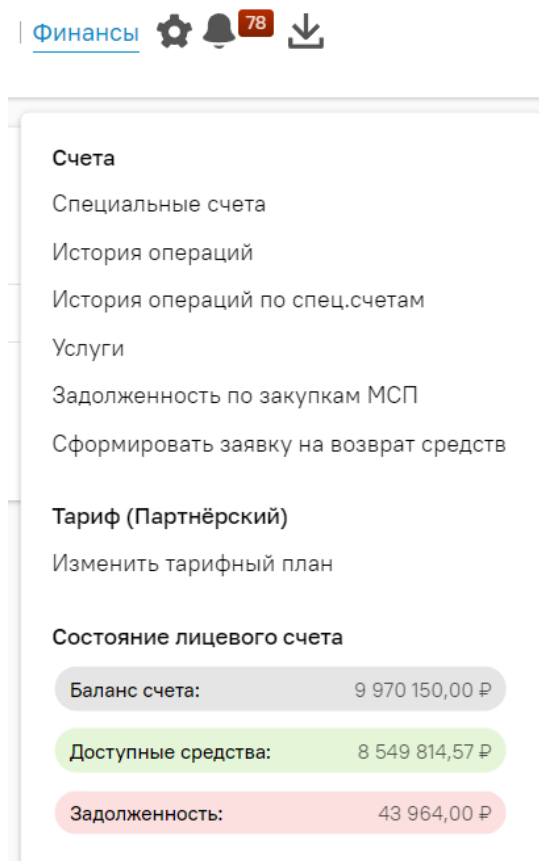 Финансы 78
Счета
Специальные счета
История операций
История операций по спец.счетам
Услуги
Задолженность по закупкам МСП
Сформировать заявку на возврат средств
Тариф (Партнёрский)
Изменить тарифный план
Состояние лицевого счета
Баланс счета: 9 970 150,00 ₽
Доступные средства: 8 549 814,57 ₽
Задолженность: 43 964,00 ₽